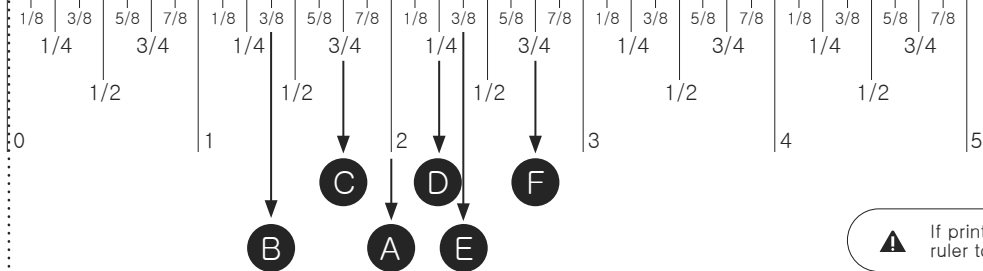 1/8 3/8 5/8 7/8 1/8 3/8 5/8 7/8 1/8 3/8 5/8 7/8 1/8 3/8 5/8 7/8 1/8 3/8 5/8 7/8
1/4 3/4 1/4 3/4 1/4 3/4 1/4 3/4 1/4 3/4
1/2 1/2 1/2 1/2 1/2
0 1 2 3 4 5
C D F
B A E
If print
ruler to